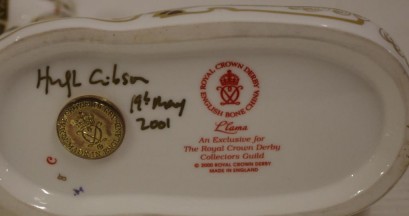 Hugh Gibson
19th May
2001
ROYAL CROWN DERBY
ENGLISH BONE CHINA
Llama
An Exclusive for
The Royal Crown Derby
Collectors Guild
© 2000 ROYAL CROWN DERBY
MADE IN ENGLAND